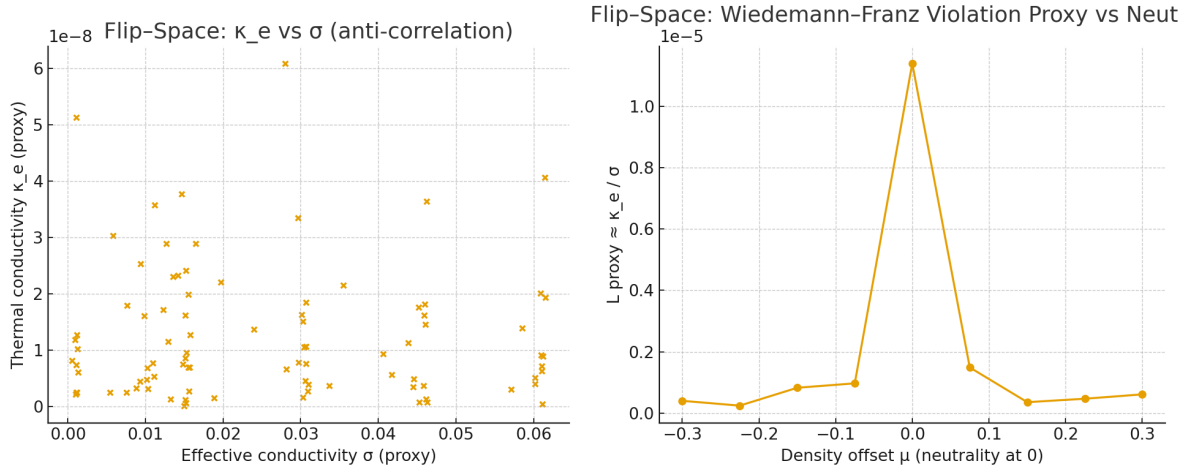 Flip–Space: κ_e vs σ (anti-correlation)
1e−8
Thermal conductivity κ_e (proxy)
6
5
4
3
2
1
0
0.00 0.01 0.02 0.03 0.04 0.05 0.06
Effective conductivity σ (proxy)
Flip–Space: Wiedemann–Franz Violation Proxy vs Neut
1e−5
L proxy ≈ κ_e / σ
1.0
0.8
0.6
0.4
0.2
0.0
−0.3 −0.2 −0.1 0.0 0.1 0.2 0.3
Density offset μ (neutrality at 0)